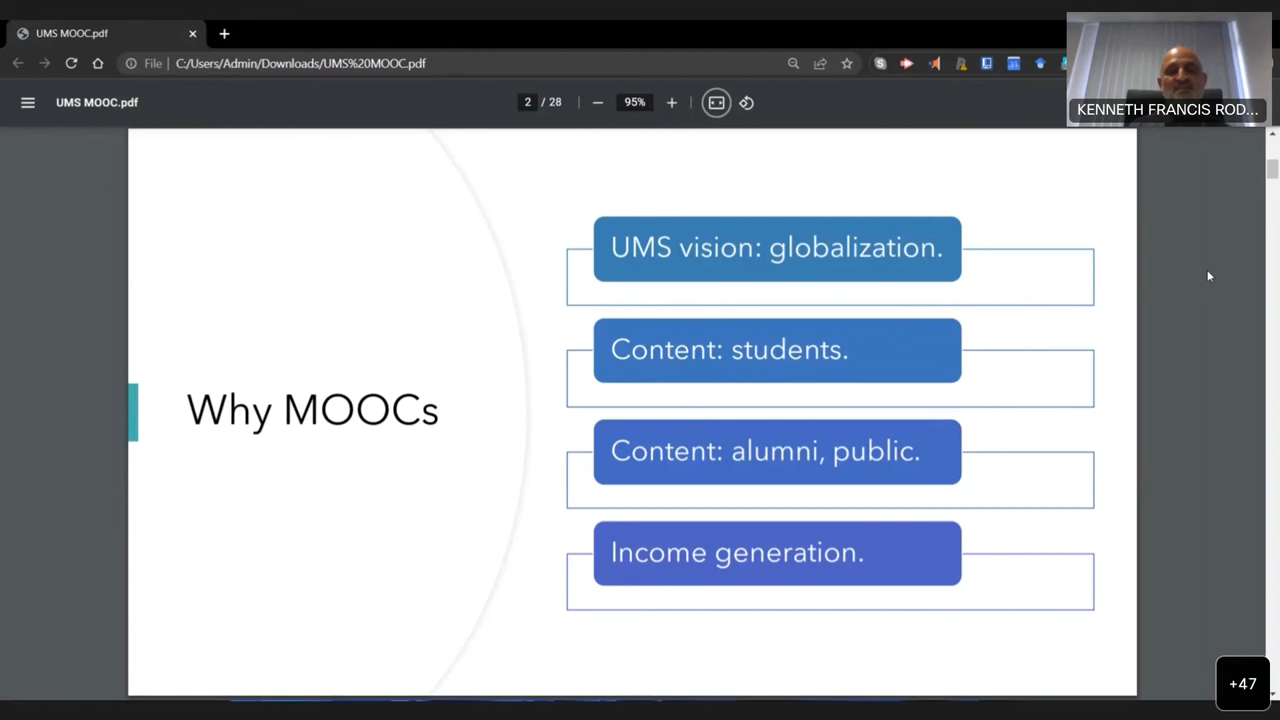 UMS MOOC.pdf
File
C:/Users/Admin/Downloads/UMS%20MOOC.pdf
UMS MOOC.pdf
2 / 28
95%
KENNETH FRANCIS ROD...
Why MOOCs
UMS vision: globalization.
Content: students.
Content: alumni, public.
Income generation.
+47